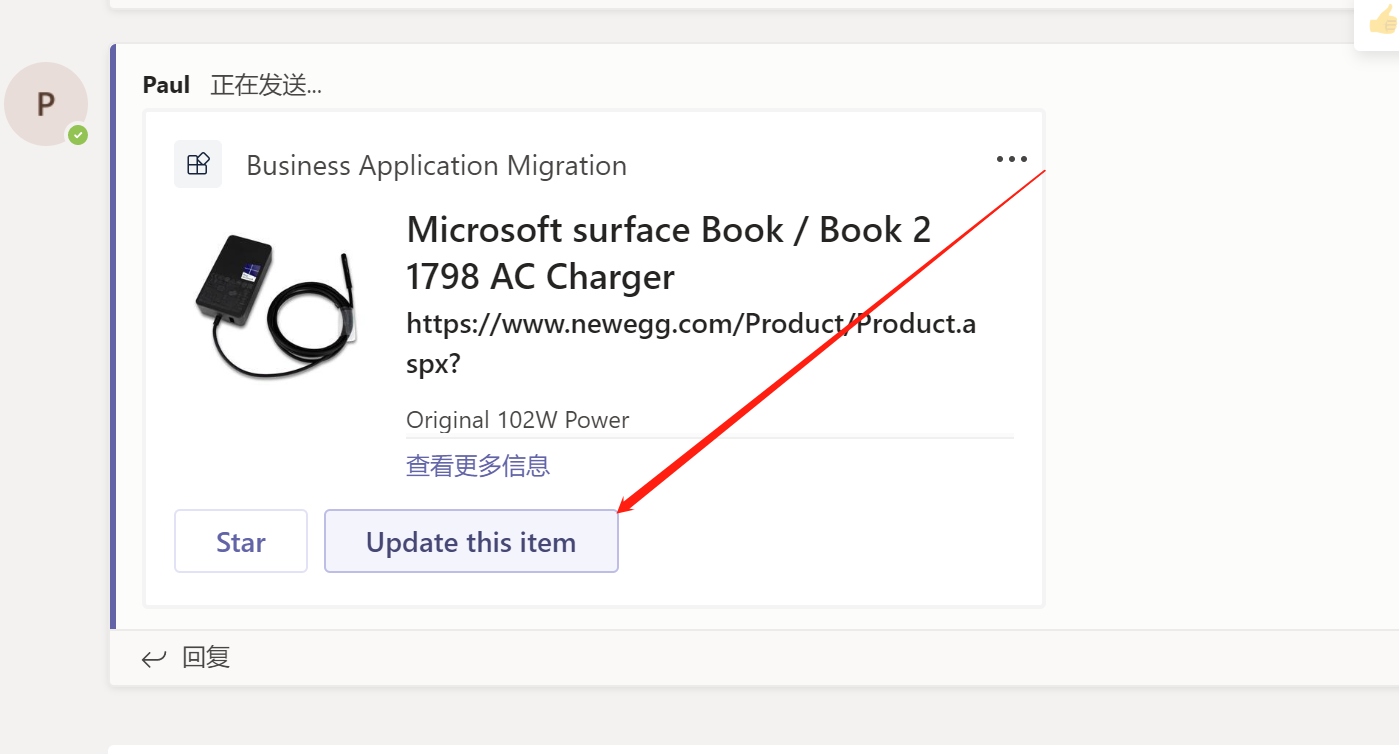 P
Paul 正在发送...
Business Application Migration
Microsoft surface Book / Book 2
1798 AC Charger
https://www.newegg.com/Product/Product.a
spx?
Original 102W Power
查看更多信息
Star
Update this item
回复